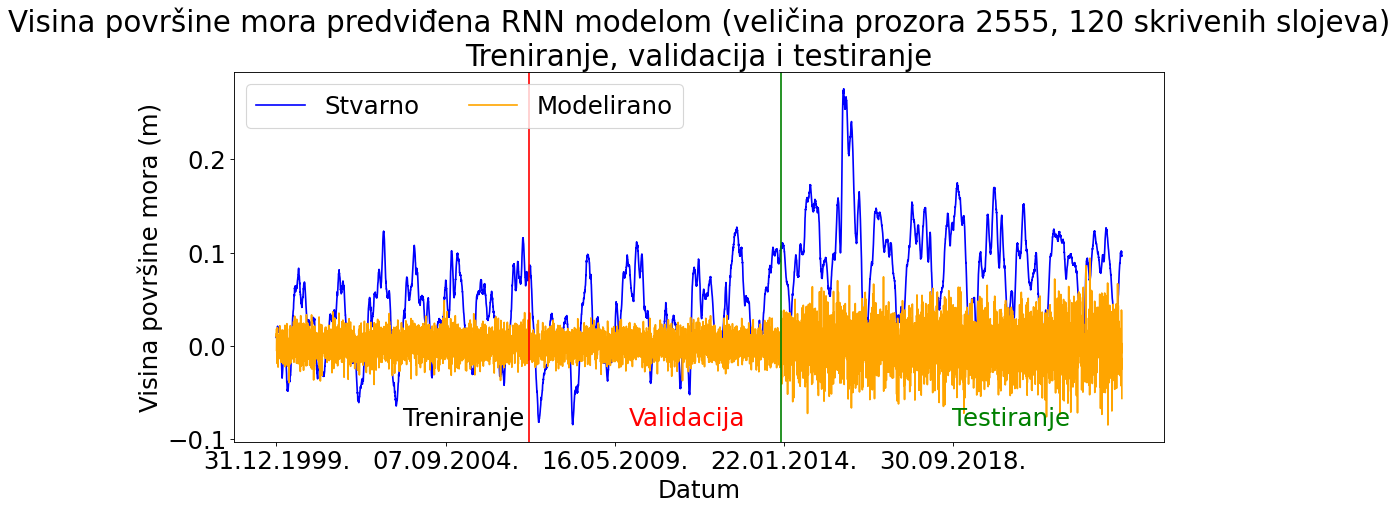 Visina površine mora predviđena RNN modelom (veličina prozora 2555, 120 skrivenih slojeva)
Treniranje, validacija i testiranje
Stvarno Modelirano
Visina površine mora (m)
0.2
0.1
0.0
−0.1
Treniranje Validacija Testiranje
31.12.1999. 07.09.2004. 16.05.2009. 22.01.2014. 30.09.2018.
Datum